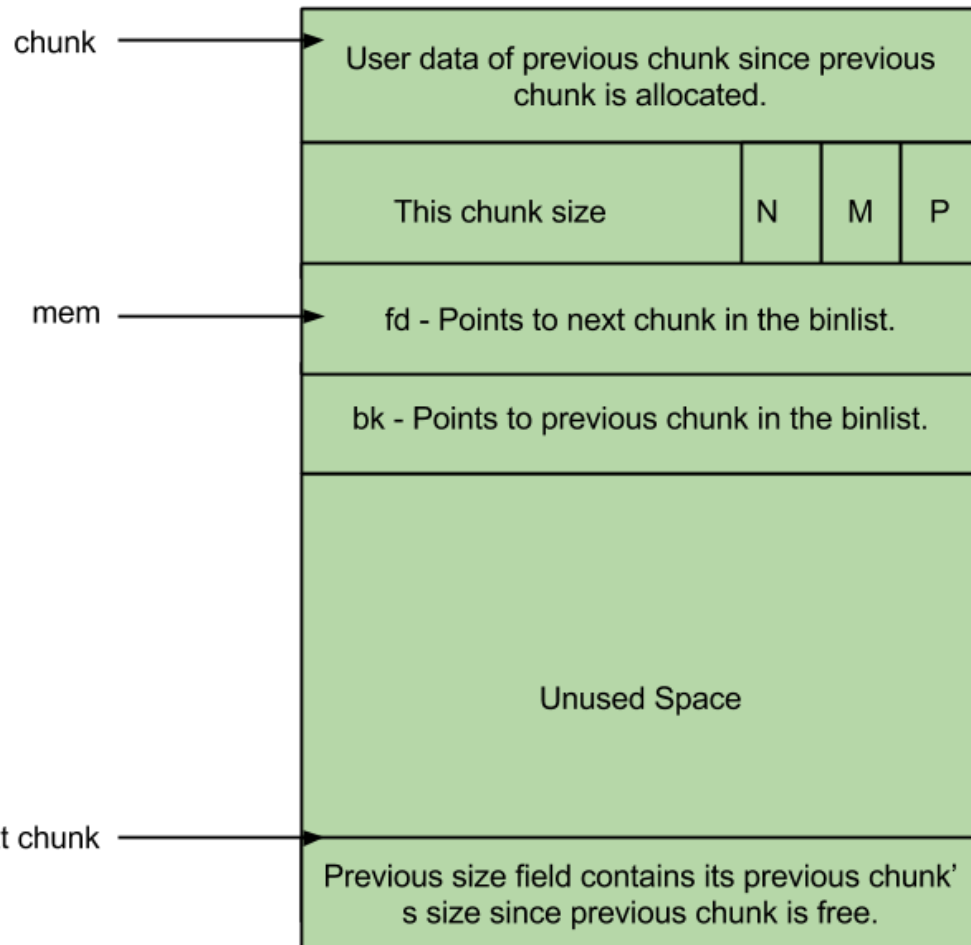 chunk
User data of previous chunk since previous
chunk is allocated.
This chunk size
N
M
P
mem
fd - Points to next chunk in the binlist.
bk - Points to previous chunk in the binlist.
Unused Space
t chunk
Previous size field contains its previous chunk’
s size since previous chunk is free.